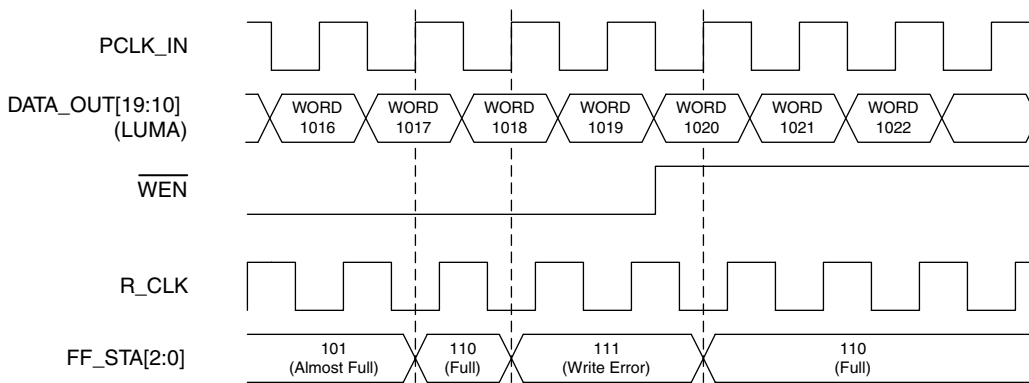 PCLK_IN
DATA_OUT[19:10]
(LUMA)
WORD 1016
WORD 1017
WORD 1018
WORD 1019
WORD 1020
WORD 1021
WORD 1022
WEN
R_CLK
FF_STA[2:0]
101
(Almost Full)
110
(Full)
111
(Write Error)
110
(Full)